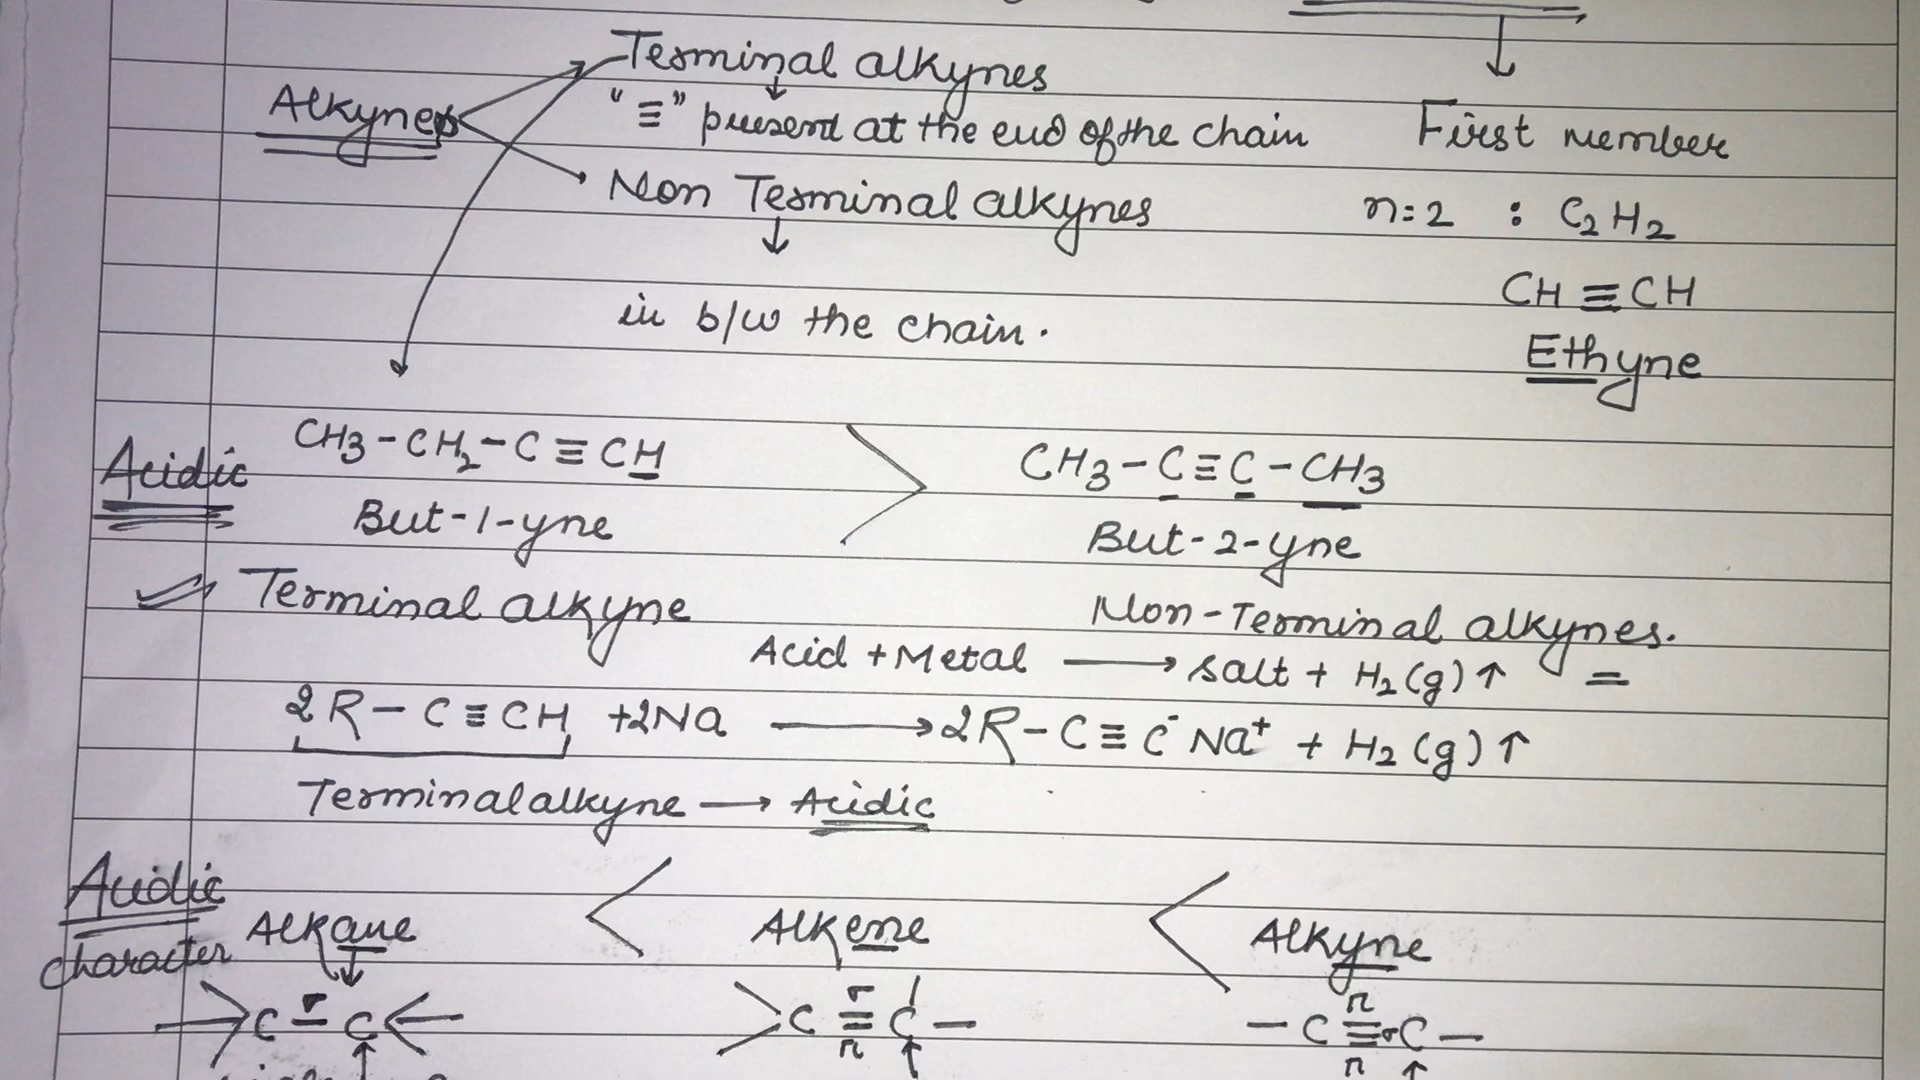 Terminal alkynes
Alkynes
"≡" present at the end of the chain
First member
Non Terminal alkynes
n=2 : C2H2
CH≡CH
in b/w the chain.
Ethyne
Acidic
CH3-CH2-C≡CH > CH3-C≡C-CH3
But-1-yne
But-2-yne
Terminal alkyne
Non-Terminal alkynes.
Acid + Metal → salt + H2(g)↑ =
2R-C≡CH + 2Na → 2R-C≡C⁻Na⁺ + H2(g)↑
Terminal alkyne → Acidic
Acidic
character
Alkane < Alkene < Alkyne
C σ C
C σ π C
-C π σ π C-